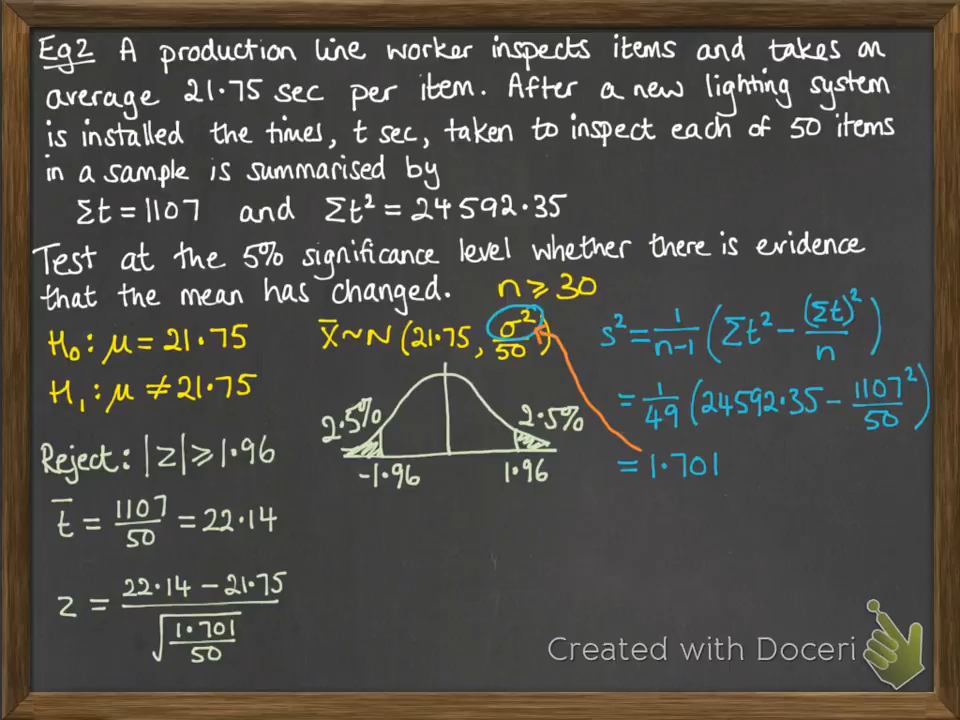 Eg2 A production line worker inspects items and takes on
average 21.75 sec per item. After a new lighting system
is installed the times, t sec, taken to inspect each of 50 items
in a sample is summarised by
Σt = 1107 and Σt² = 24592.35
Test at the 5% significance level whether there is evidence
that the mean has changed.
n ≥ 30
H₀: μ = 21.75
H₁: μ ≠ 21.75
X̄ ~ N (21.75, σ²/50)
2.5% 2.5%
-1.96 1.96
s² = 1/(n-1) (Σt² - (Σt)²/n)
= 1/49 (24592.35 - 1107²/50)
= 1.701
Reject: |z| ≥ 1.96
t̄ = 1107/50 = 22.14
z = (22.14 - 21.75)/√(1.701/50)
Created with Doceri